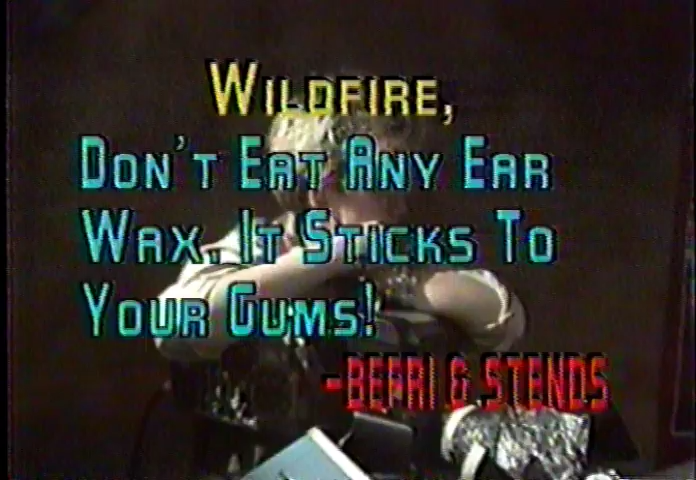 WILDFIRE,
DON'T EAT ANY EAR
WAX. IT STICKS TO
YOUR GUMS!
-BEFRI & STENDS